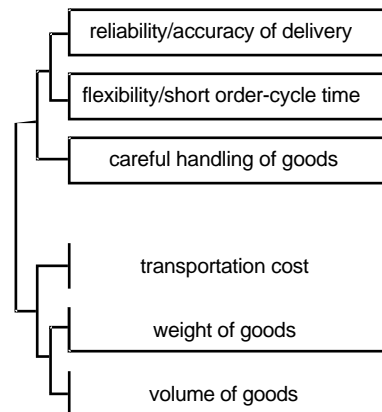 reliability/accuracy of delivery
flexibility/short order-cycle time
careful handling of goods
transportation cost
weight of goods
volume of goods